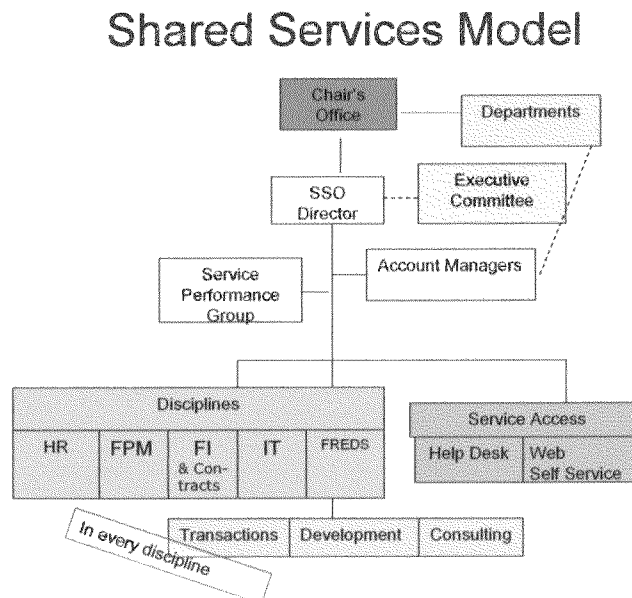 Shared Services Model
Chair's
Office
Departments
SSO
Director
Executive
Committee
Service
Performance
Group
Account Managers
Disciplines
HR
FPM
FI
& Con-
tracts
IT
FREDS
Service Access
Help Desk
Web
Self Service
In every discipline
Transactions
Development
Consulting